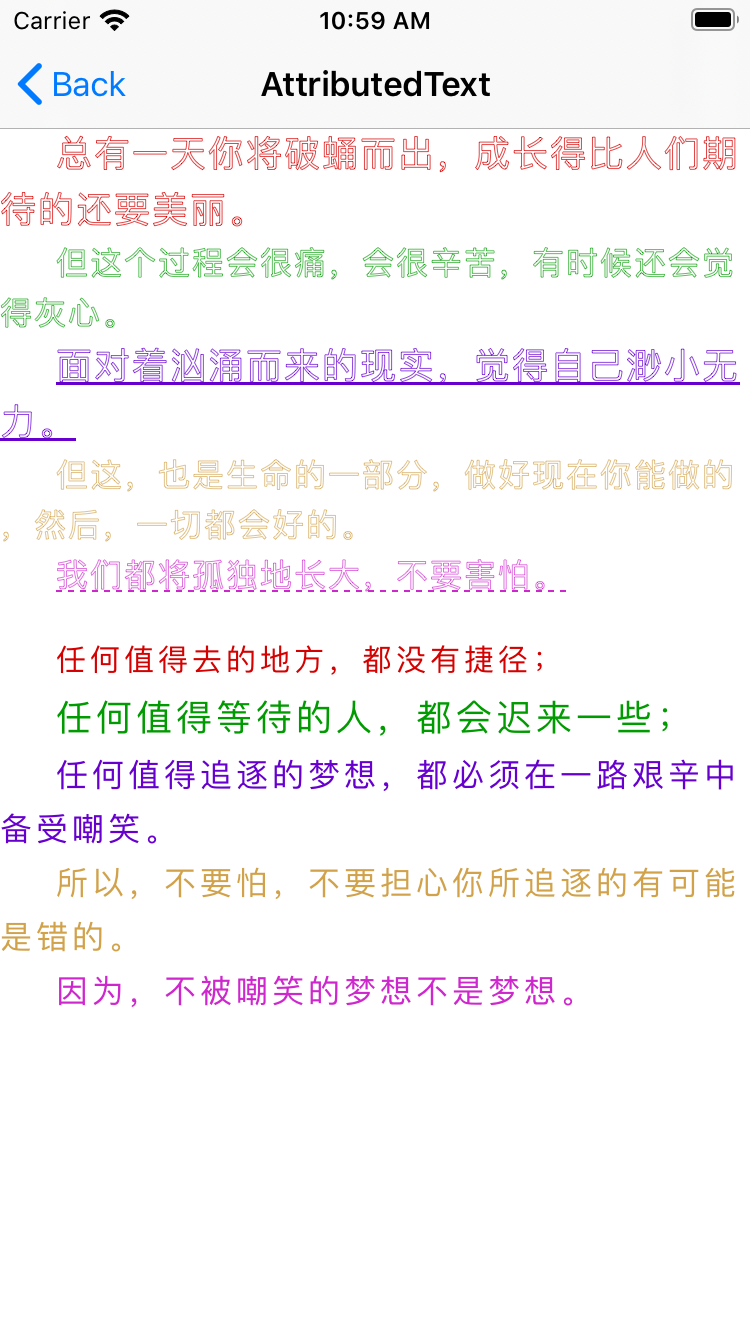 Carrier 10:59 AM
Back AttributedText
总有一天你将破蛹而出，成长得比人们期
待的还要美丽。
但这个过程会很痛，会很辛苦，有时候还会觉
得灰心。
面对着汹涌而来的现实，觉得自己渺小无
力。
但这，也是生命的一部分，做好现在你能做的
，然后，一切都会好的。
我们都将孤独地长大，不要害怕。
任何值得去的地方，都没有捷径；
任何值得等待的人，都会迟来一些；
任何值得追逐的梦想，都必须在一路艰辛中
备受嘲笑。
所以，不要怕，不要担心你所追逐的有可能
是错的。
因为，不被嘲笑的梦想不是梦想。